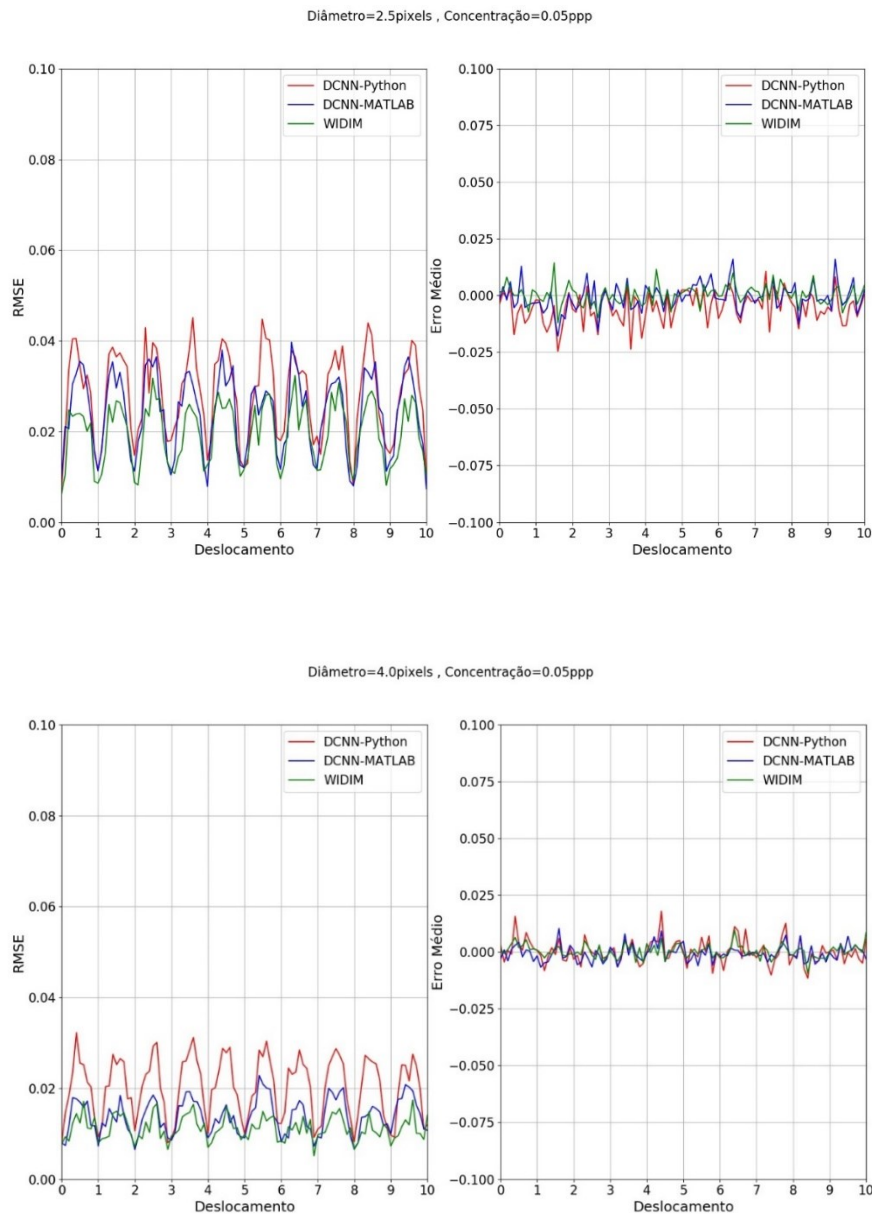 Diâmetro=2.5pixels , Concentração=0.05ppp
0.10
0.08
0.06
0.04
0.02
0.00
RMSE
DCNN-Python
DCNN-MATLAB
WIDIM
0 1 2 3 4 5 6 7 8 9 10
Deslocamento
0.100
0.075
0.050
0.025
0.000
−0.025
−0.050
−0.075
−0.100
Erro Médio
DCNN-Python
DCNN-MATLAB
WIDIM
0 1 2 3 4 5 6 7 8 9 10
Deslocamento
Diâmetro=4.0pixels , Concentração=0.05ppp
0.10
0.08
0.06
0.04
0.02
0.00
RMSE
DCNN-Python
DCNN-MATLAB
WIDIM
0 1 2 3 4 5 6 7 8 9 10
Deslocamento
0.100
0.075
0.050
0.025
0.000
−0.025
−0.050
−0.075
−0.100
Erro Médio
DCNN-Python
DCNN-MATLAB
WIDIM
0 1 2 3 4 5 6 7 8 9 10
Deslocamento